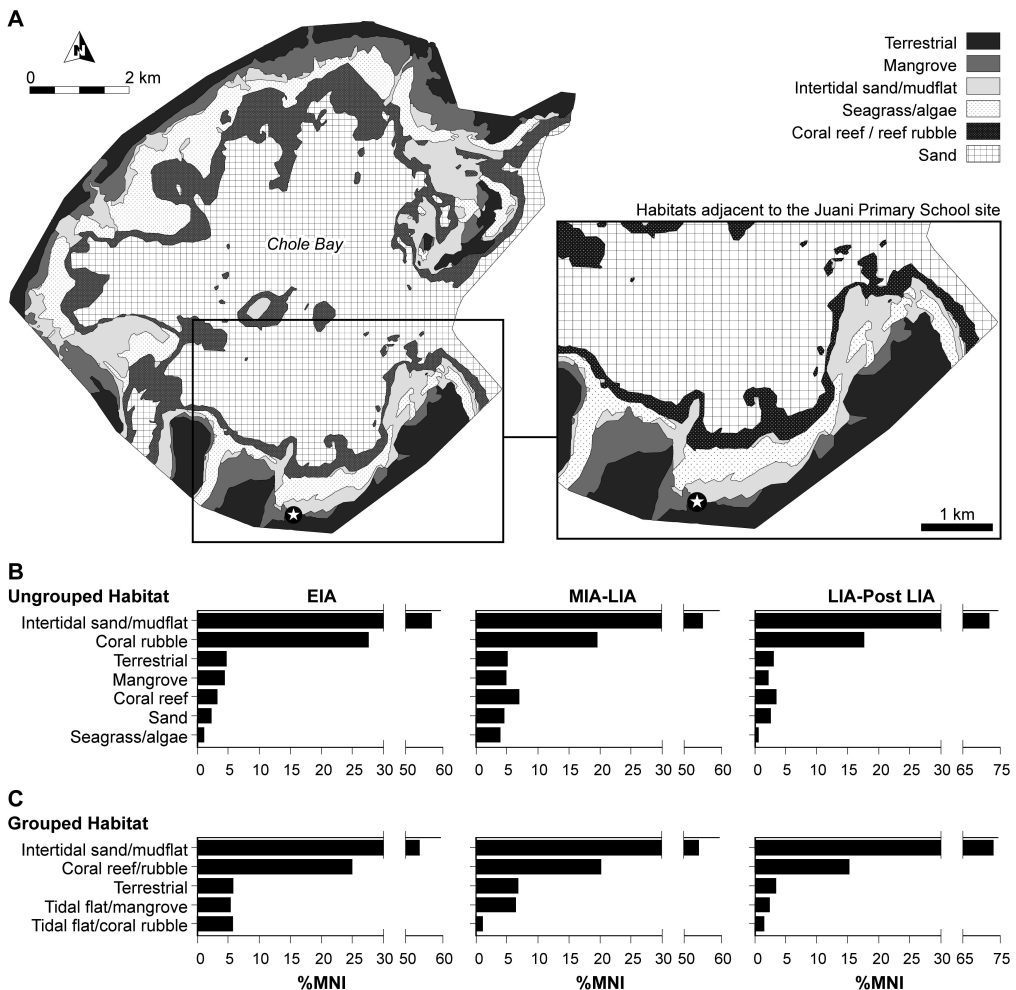 A
N
0 2 km
Terrestrial
Mangrove
Intertidal sand/mudflat
Seagrass/algae
Coral reef / reef rubble
Sand
Chole Bay
Habitats adjacent to the Juani Primary School site
1 km
B
Ungrouped Habitat EIA MIA-LIA LIA-Post LIA
Intertidal sand/mudflat
Coral rubble
Terrestrial
Mangrove
Coral reef
Sand
Seagrass/algae
0 5 10 15 20 25 30 50 60 0 5 10 15 20 25 30 50 60 0 5 10 15 20 25 30 65 75
C
Grouped Habitat
Intertidal sand/mudflat
Coral reef/rubble
Terrestrial
Tidal flat/mangrove
Tidal flat/coral rubble
0 5 10 15 20 25 30 50 60 0 5 10 15 20 25 30 50 60 0 5 10 15 20 25 30 65 75
%MNI %MNI %MNI